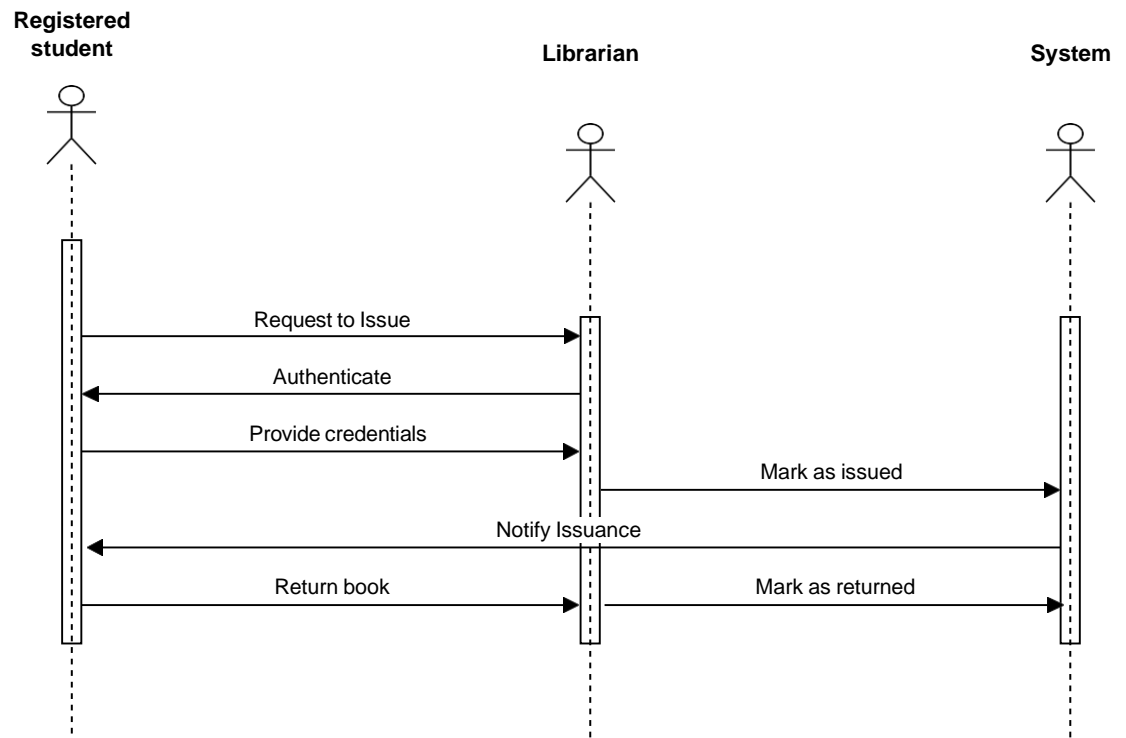 Registered
student
Librarian
System
Request to Issue
Authenticate
Provide credentials
Mark as issued
Notify Issuance
Return book
Mark as returned